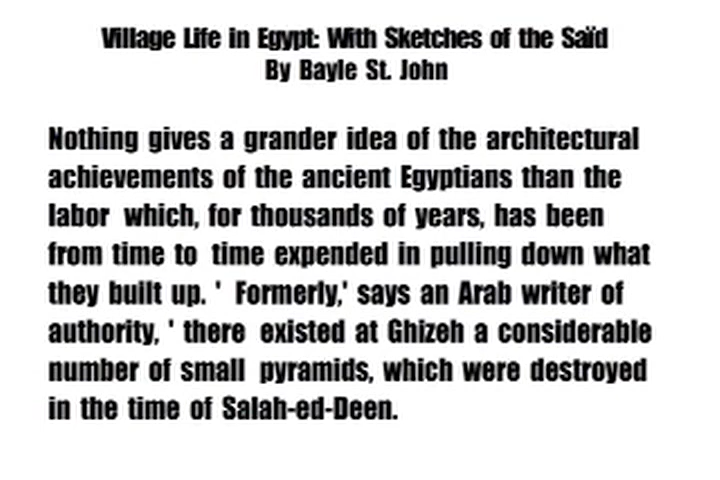 Village Life in Egypt: With Sketches of the Saïd
By Bayle St. John
Nothing gives a grander idea of the architectural
achievements of the ancient Egyptians than the
labor which, for thousands of years, has been
from time to time expended in pulling down what
they built up. ' Formerly,' says an Arab writer of
authority, ' there existed at Ghizeh a considerable
number of small pyramids, which were destroyed
in the time of Salah-ed-Deen.